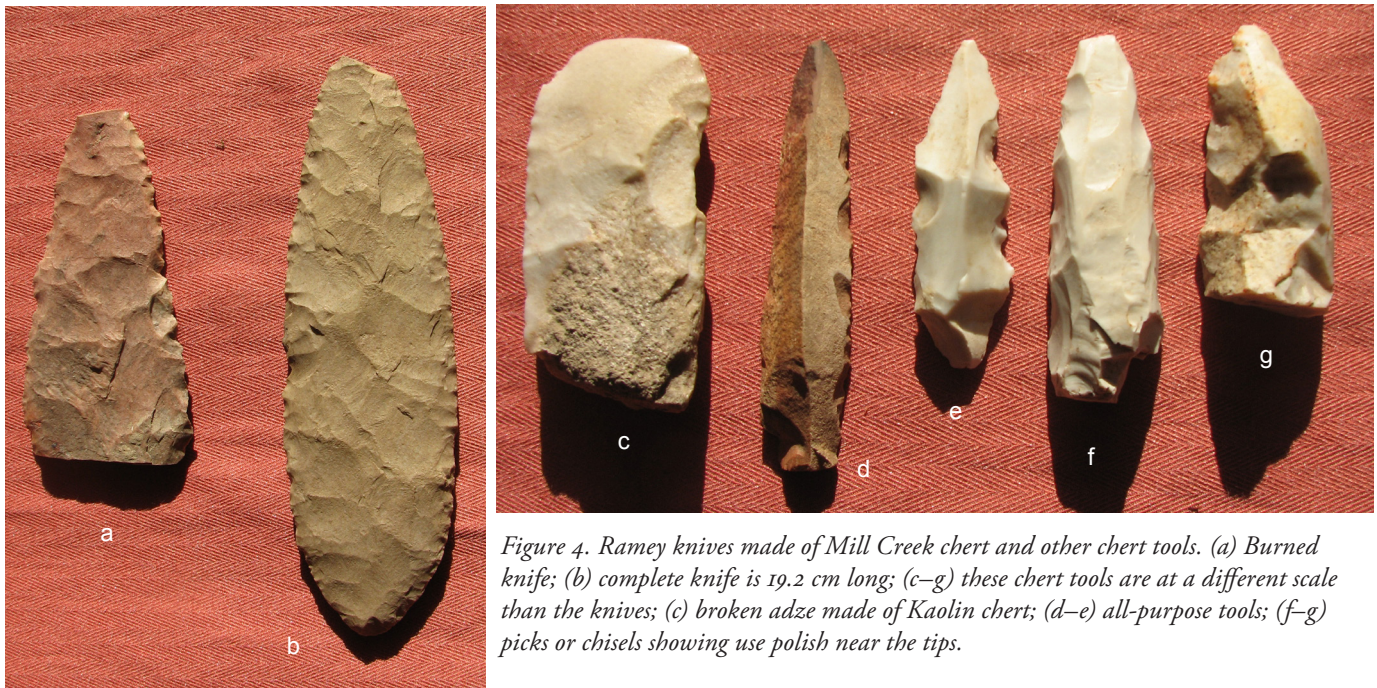 a
b
c
d
e
f
g
Figure 4. Ramey knives made of Mill Creek chert and other chert tools. (a) Burned
knife; (b) complete knife is 19.2 cm long; (c–g) these chert tools are at a different scale
than the knives; (c) broken adze made of Kaolin chert; (d–e) all-purpose tools; (f–g)
picks or chisels showing use polish near the tips.